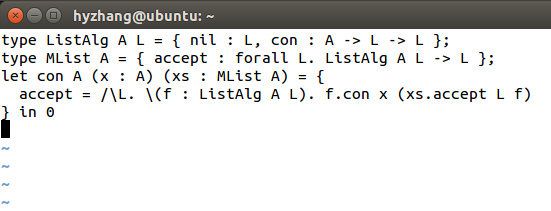 hyzhang@ubuntu: ~
type ListAlg A L = { nil : L, con : A -> L -> L };
type MList A = { accept : forall L. ListAlg A L -> L };
let con A (x : A) (xs : MList A) = {
  accept = /\L. \(f : ListAlg A L). f.con x (xs.accept L f)
} in 0
~
~
~
~